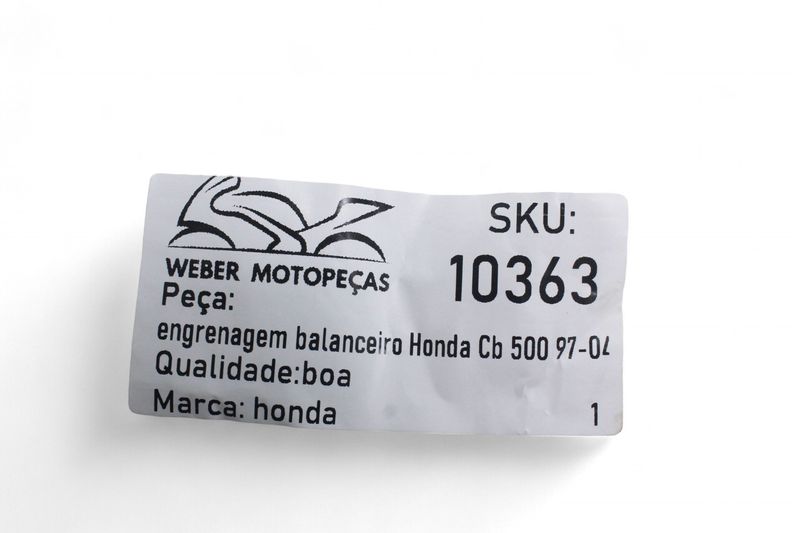 WEBER MOTOPEÇAS
SKU:
10363
Peça:
engrenagem balanceiro Honda Cb 500 97-04
Qualidade:boa
Marca: honda
1